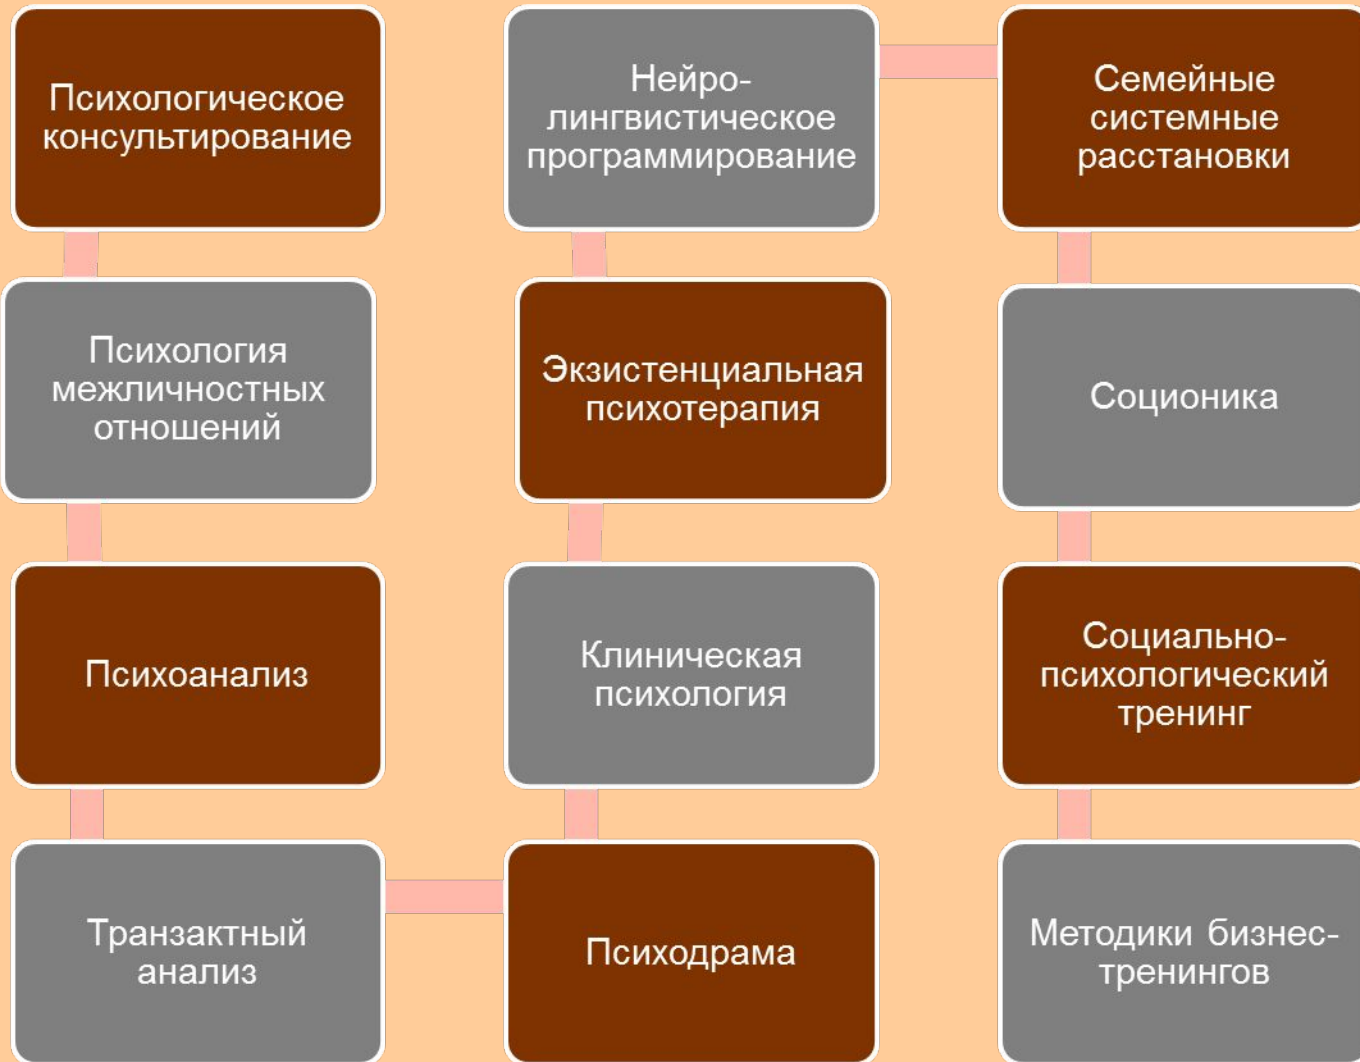 Психологическое
консультирование
Психология
межличностных
отношений
Психоанализ
Транзактный
анализ
Психодрама
Клиническая
психология
Экзистенциальная
психотерапия
Нейро-
лингвистическое
программирование
Семейные
системные
расстановки
Соционика
Социально-
психологический
тренинг
Методики бизнес-
тренингов